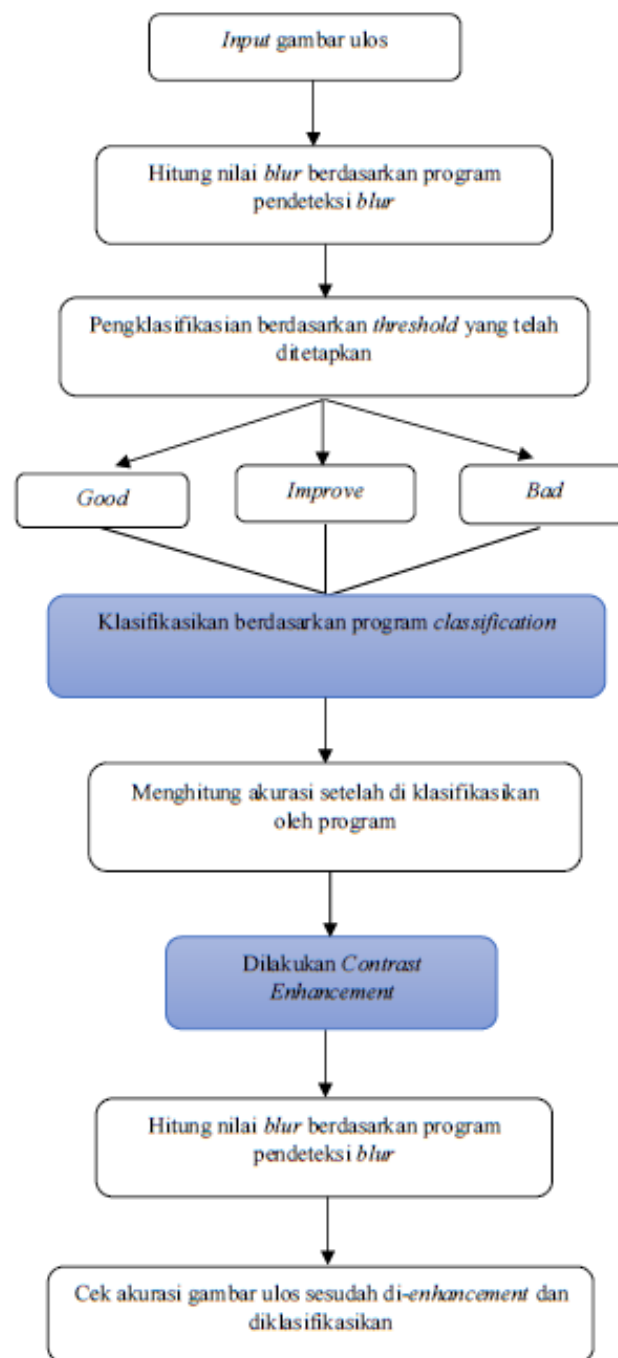 Input gambar ulos
Hitung nilai blur berdasarkan program
pendeteksi blur
Pengklasifikasian berdasarkan threshold yang telah
ditetapkan
Good
Improve
Bad
Klasifikasikan berdasarkan program classification
Menghitung akurasi setelah di klasifikasikan
oleh program
Dilakukan Contrast
Enhancement
Hitung nilai blur berdasarkan program
pendeteksi blur
Cek akurasi gambar ulos sesudah di-enhancement dan
diklasifikasikan